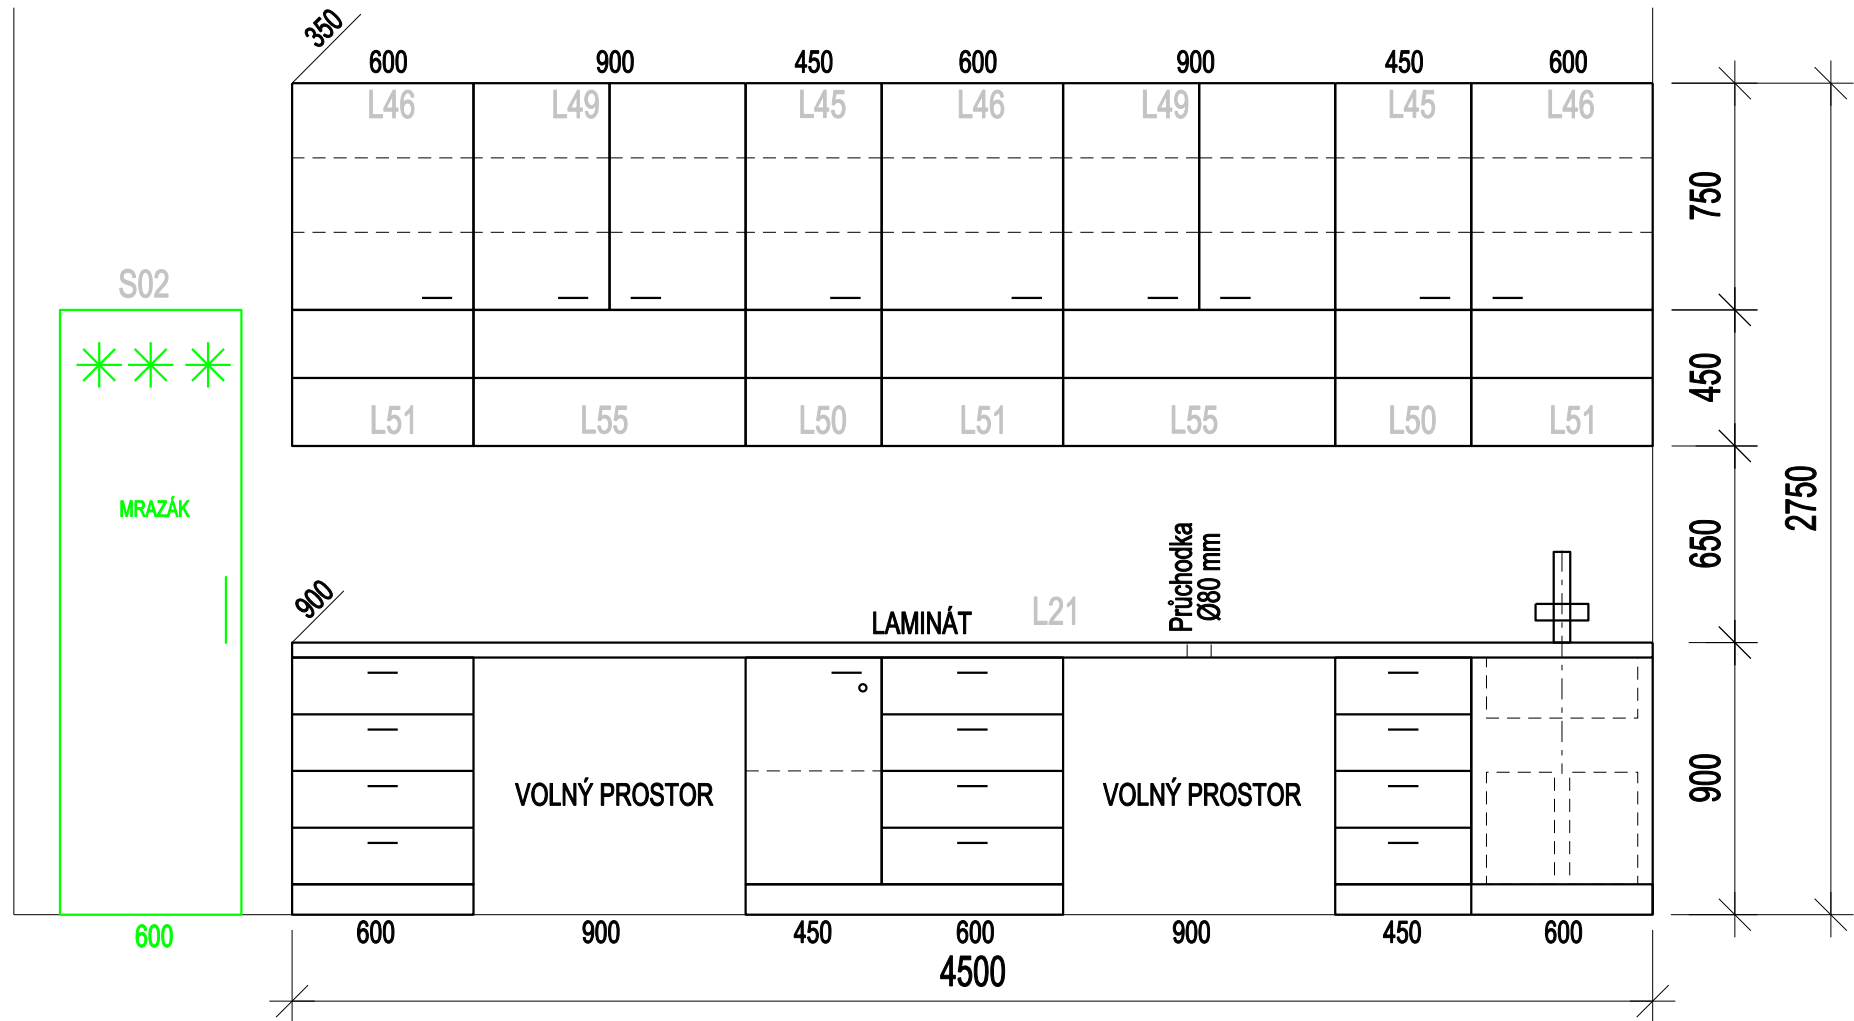 350
600 900 450 600 900 450 600
L46 L49 L45 L46 L49 L45 L46
750
S02
450
L51 L55 L50 L51 L55 L50 L51
MRAZÁK
2750
650
Průchodka
Ø80 mm
900
LAMINÁT
L21
VOLNÝ PROSTOR
VOLNÝ PROSTOR
900
600
600 900 450 600 900 450 600
4500